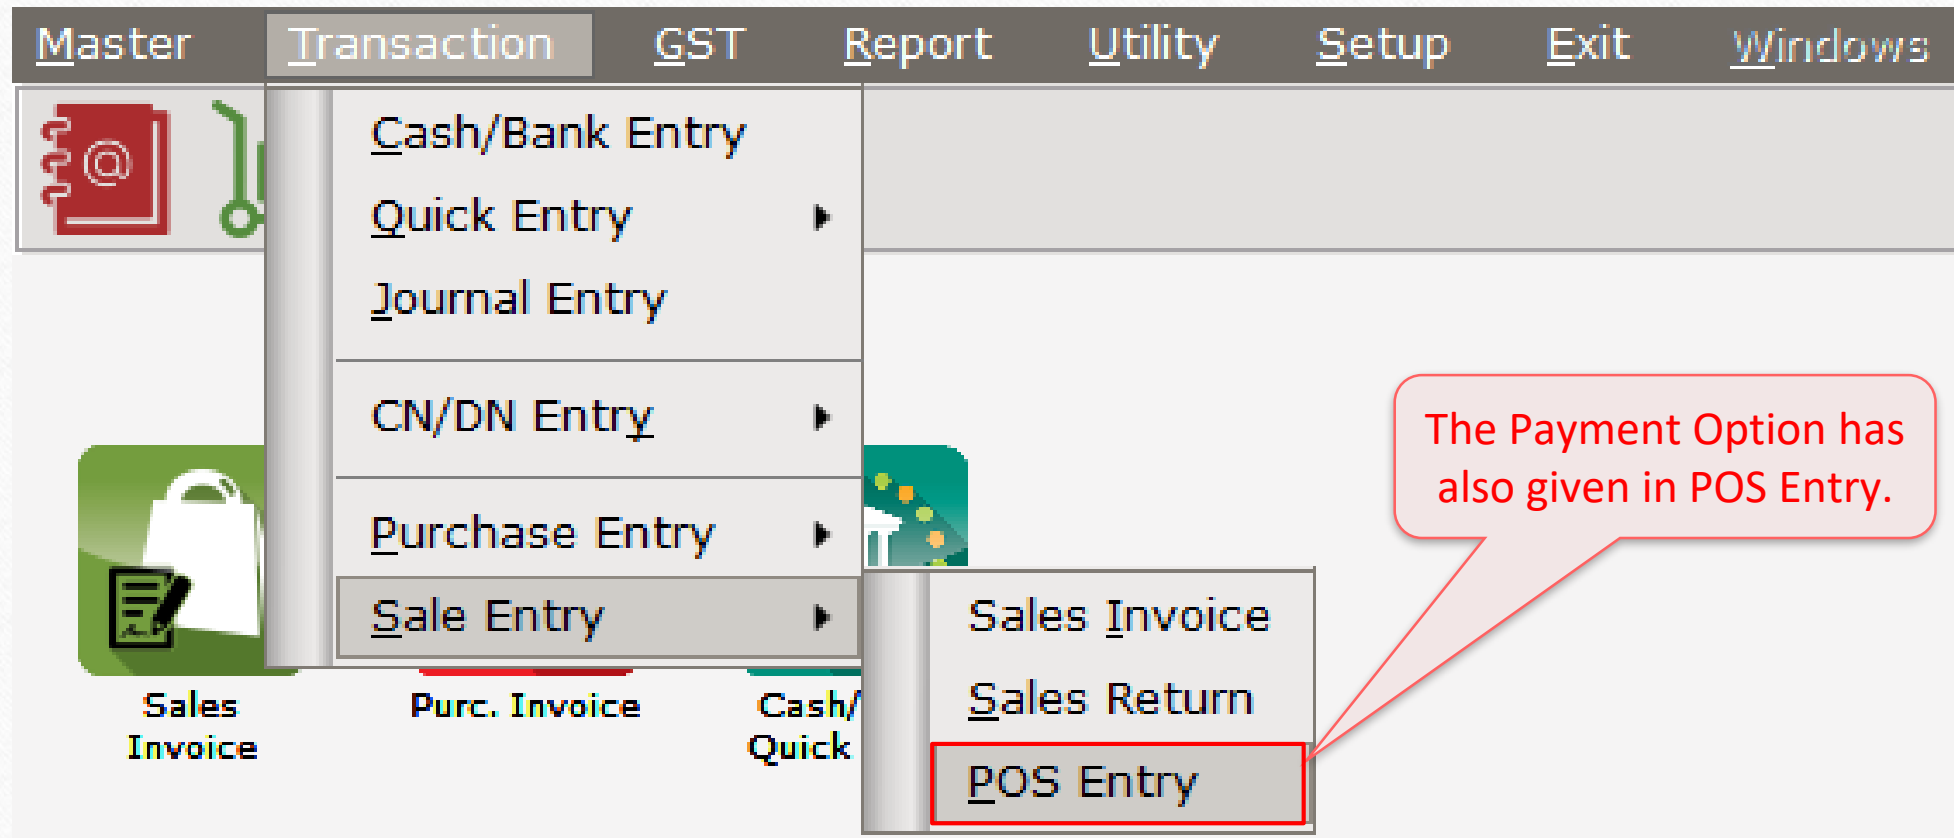 Master Transaction GST Report Utility Setup Exit Windows
@
Cash/Bank Entry
Quick Entry
Journal Entry
CN/DN Entry
Purchase Entry
Sale Entry
Sales Invoice
Sales Return
POS Entry
The Payment Option has
also given in POS Entry.
Sales
Invoice
Purc. Invoice
Cash/
Quick